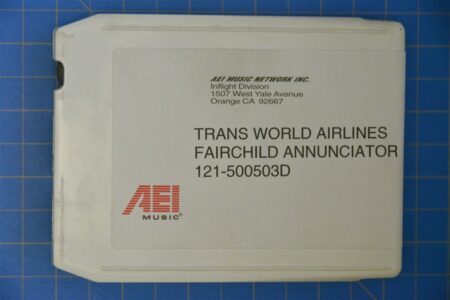 AEI MUSIC NETWORK INC.
Inflight Division
1507 West Yale Avenue
Orange CA 92667
TRANS WORLD AIRLINES
FAIRCHILD ANNUNCIATOR
121-500503D
AEI
MUSIC®